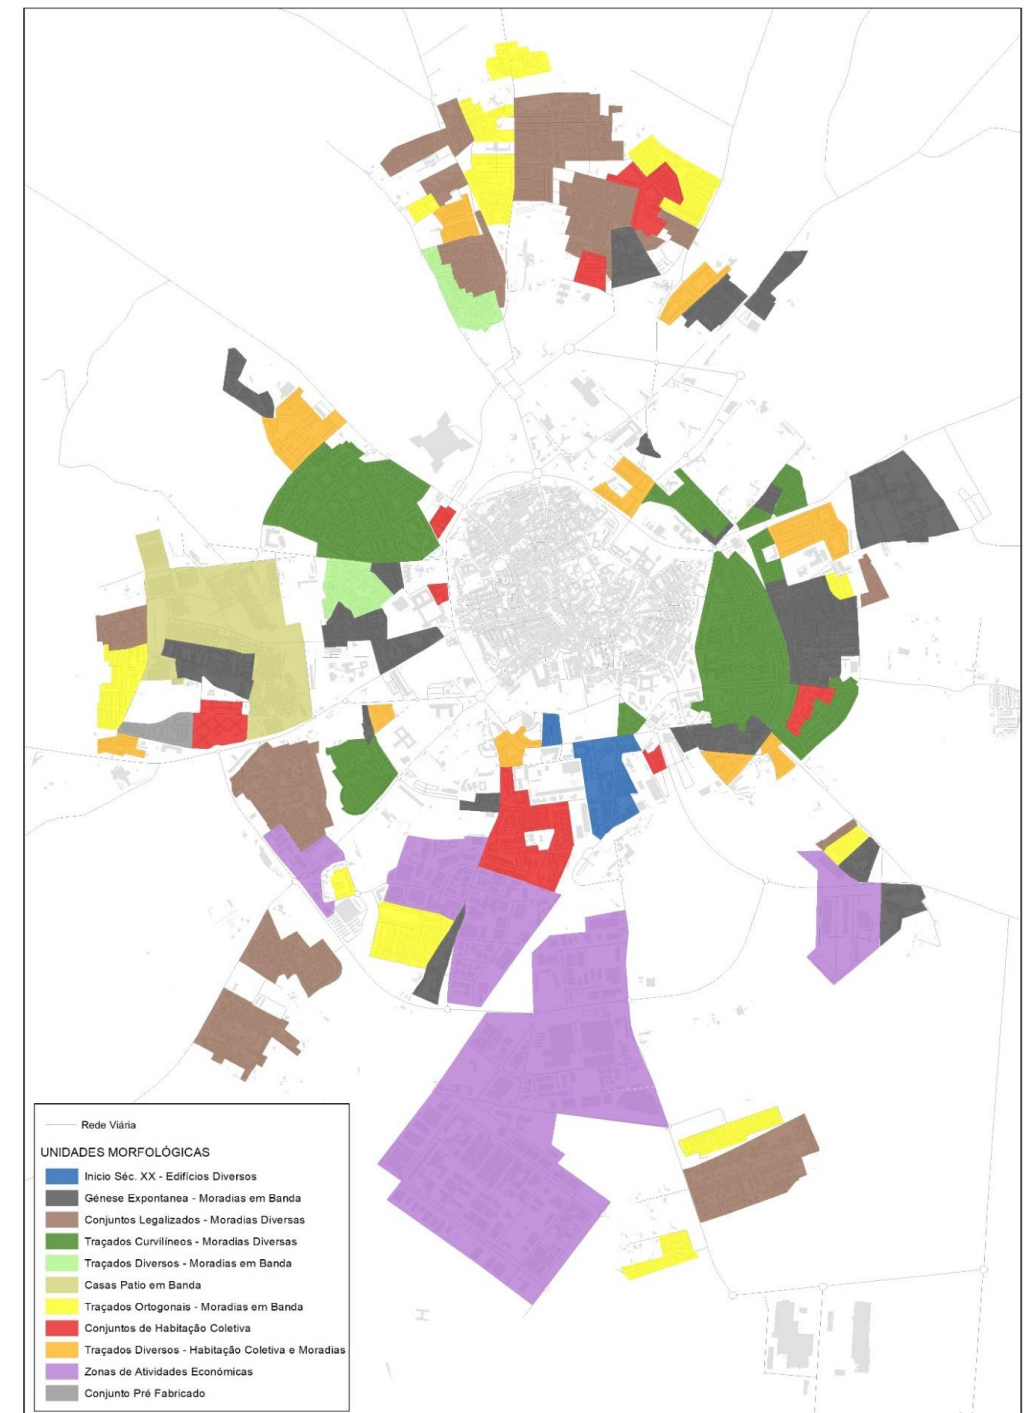 Rede Viária
UNIDADES MORFOLÓGICAS
Inicio Séc. XX - Edifícios Diversos
Génese Expontanea - Moradias em Banda
Conjuntos Legalizados - Moradias Diversas
Traçados Curvilíneos - Moradias Diversas
Traçados Diversos - Moradias em Banda
Casas Patio em Banda
Traçados Ortogonais - Moradias em Banda
Conjuntos de Habitação Coletiva
Traçados Diversos - Habitação Coletiva e Moradias
Zonas de Atividades Económicas
Conjunto Pré Fabricado